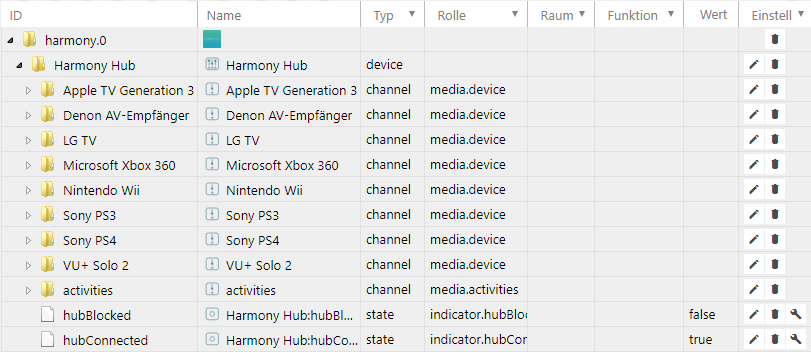 ID Name Typ Rolle Raum Funktion Wert Einstell
harmony.0
Harmony Hub Harmony Hub device
Apple TV Generation 3 Apple TV Generation 3 channel media.device
Denon AV-Empfänger Denon AV-Empfänger channel media.device
LG TV LG TV channel media.device
Microsoft Xbox 360 Microsoft Xbox 360 channel media.device
Nintendo Wii Nintendo Wii channel media.device
Sony PS3 Sony PS3 channel media.device
Sony PS4 Sony PS4 channel media.device
VU+ Solo 2 VU+ Solo 2 channel media.device
activities activities channel media.activities
hubBlocked Harmony Hub:hubBl... state indicator.hubBloc false
hubConnected Harmony Hub:hubCo... state indicator.hubCon true